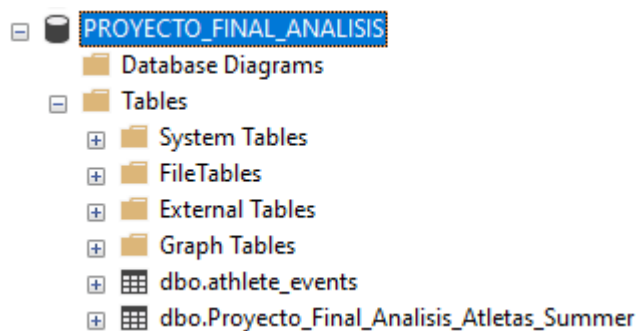 PROYECTO_FINAL_ANALISIS
Database Diagrams
Tables
System Tables
FileTables
External Tables
Graph Tables
dbo.athlete_events
dbo.Proyecto_Final_Analisis_Atletas_Summer